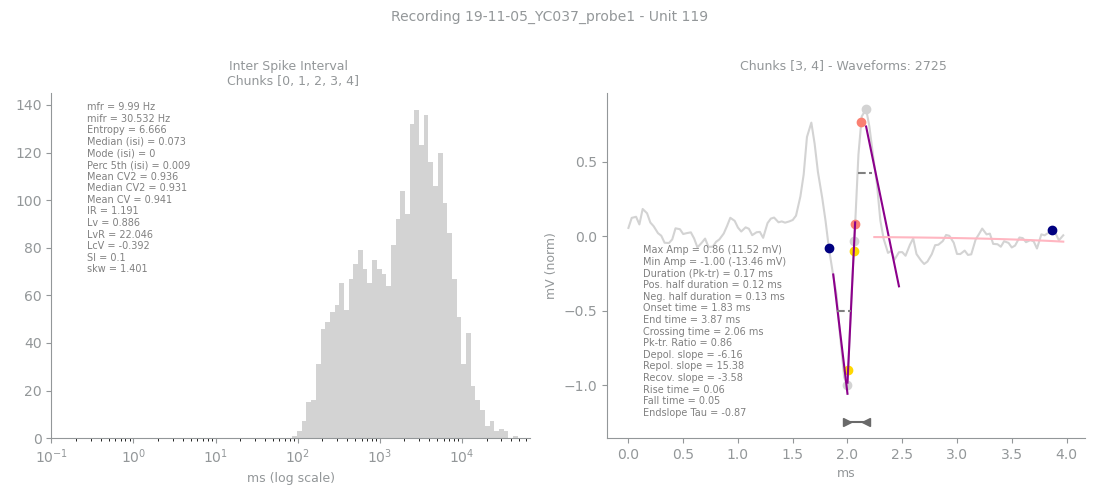 Recording 19-11-05_YC037_probe1 - Unit 119
Inter Spike Interval
Chunks [0, 1, 2, 3, 4]
140
120
100
80
60
40
20
0
mfr = 9.99 Hz
mifr = 30.532 Hz
Entropy = 6.666
Median (isi) = 0.073
Mode (isi) = 0
Perc 5th (isi) = 0.009
Mean CV2 = 0.936
Median CV2 = 0.931
Mean CV = 0.941
IR = 1.191
Lv = 0.886
LvR = 22.046
LcV = -0.392
SI = 0.1
skw = 1.401
10⁻¹ 10⁰ 10¹ 10² 10³ 10⁴
ms (log scale)
Chunks [3, 4] - Waveforms: 2725
mV (norm)
0.5
0.0
−0.5
−1.0
Max Amp = 0.86 (11.52 mV)
Min Amp = -1.00 (-13.46 mV)
Duration (Pk-tr) = 0.17 ms
Pos. half duration = 0.12 ms
Neg. half duration = 0.13 ms
Onset time = 1.83 ms
End time = 3.87 ms
Crossing time = 2.06 ms
Pk-tr. Ratio = 0.86
Depol. slope = -6.16
Repol. slope = 15.38
Recov. slope = -3.58
Rise time = 0.06
Fall time = 0.05
Endslope Tau = -0.87
0.0 0.5 1.0 1.5 2.0 2.5 3.0 3.5 4.0
ms